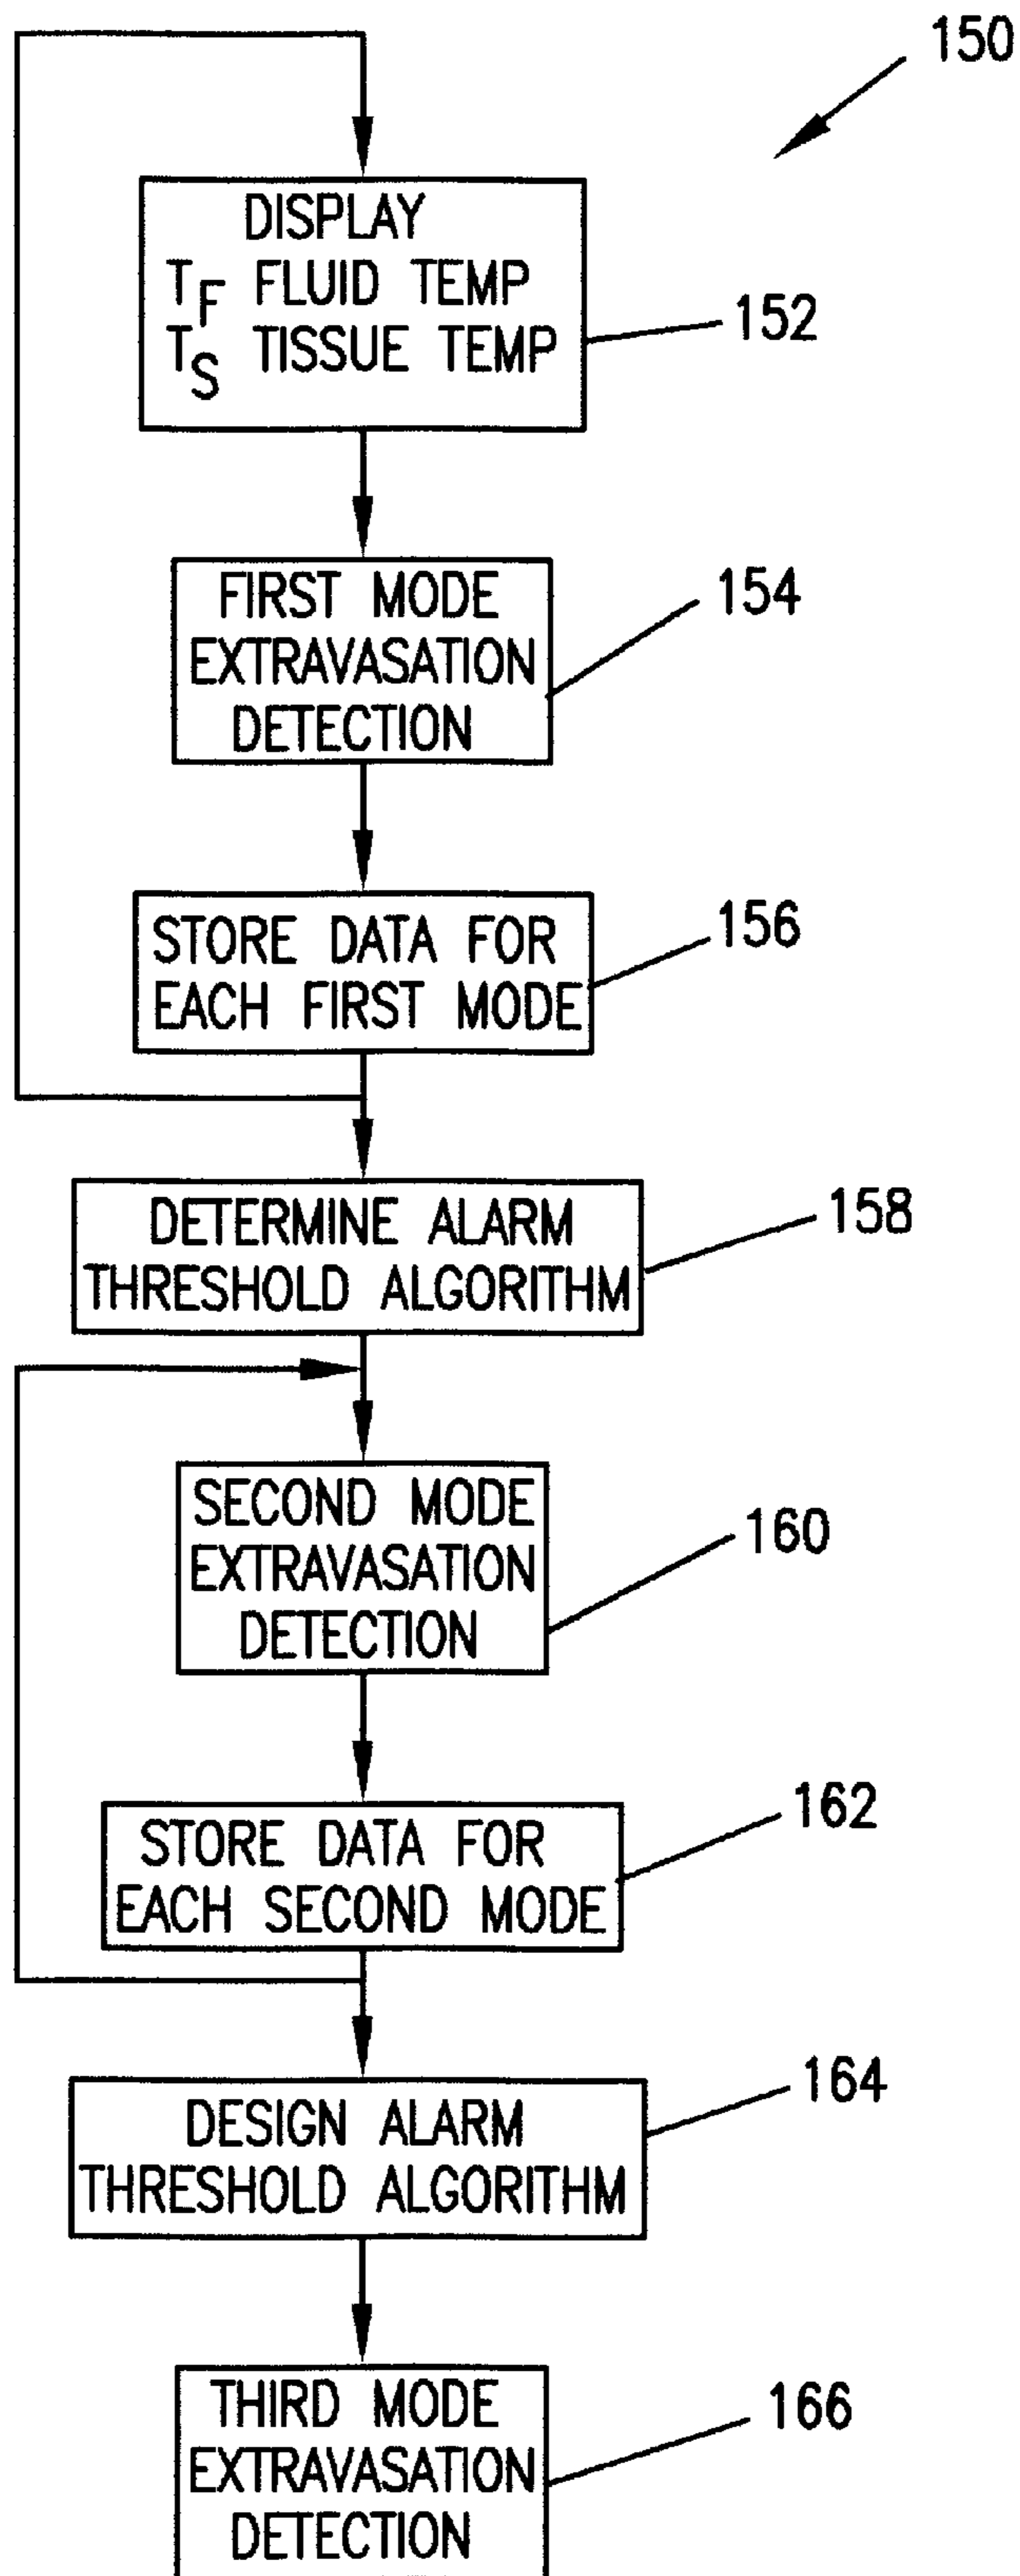 150
DISPLAY
TF FLUID TEMP
TS TISSUE TEMP
152
FIRST MODE
EXTRAVASATION
DETECTION
154
STORE DATA FOR
EACH FIRST MODE
156
DETERMINE ALARM
THRESHOLD ALGORITHM
158
SECOND MODE
EXTRAVASATION
DETECTION
160
STORE DATA FOR
EACH SECOND MODE
162
DESIGN ALARM
THRESHOLD ALGORITHM
164
THIRD MODE
EXTRAVASATION
DETECTION
166